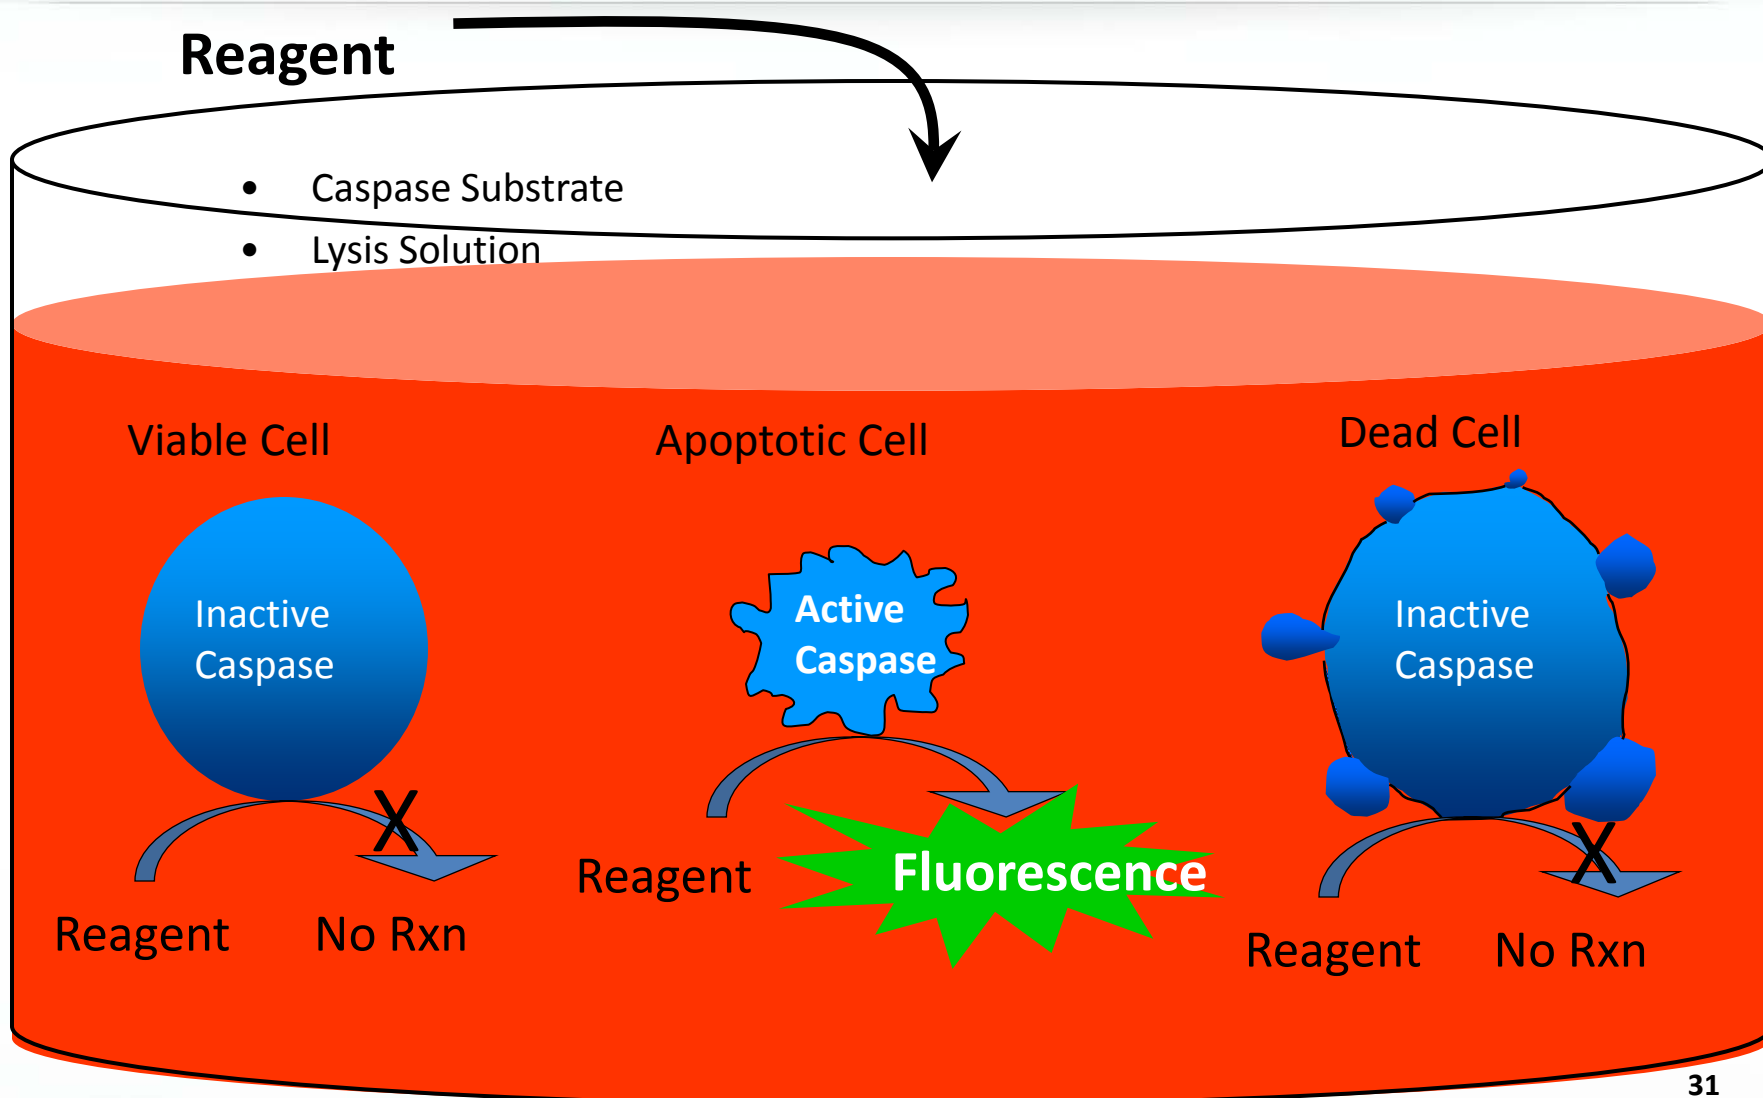 Reagent
• Caspase Substrate
• Lysis Solution
Viable Cell
Inactive
Caspase
Reagent No Rxn
X
Apoptotic Cell
Active
Caspase
Reagent
Fluorescence
Dead Cell
Inactive
Caspase
X
Reagent No Rxn
31